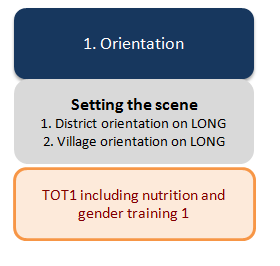 1. Orientation
Setting the scene
1. District orientation on LONG
2. Village orientation on LONG
TOT1 including nutrition and
gender training 1